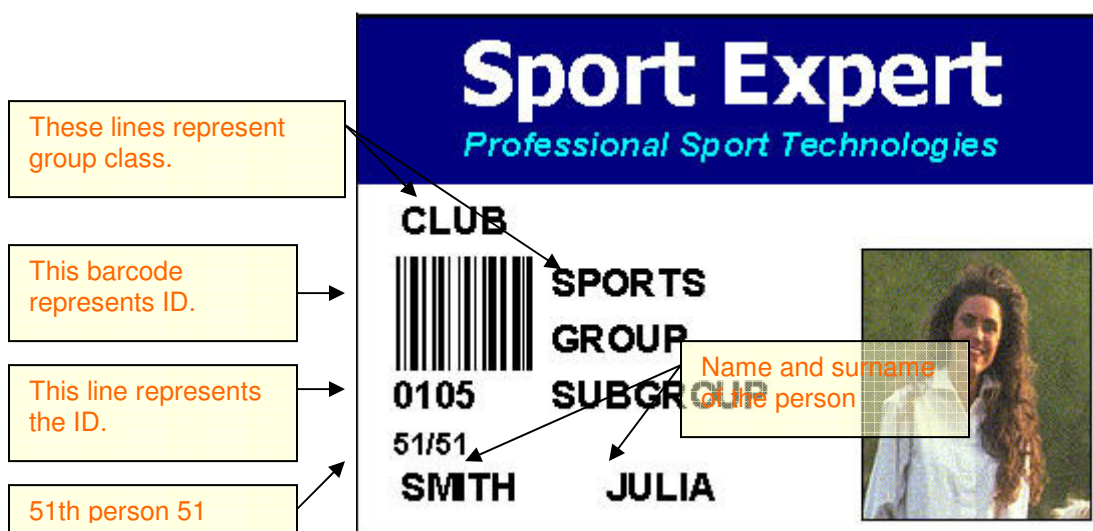 Sport Expert
Professional Sport Technologies
These lines represent
group class.
CLUB
This barcode
represents ID.
SPORTS
GROUP
Name and surname
of the person
This line represents
the ID.
0105
SUBGROUP
51/51
SMITH JULIA
51th person 51